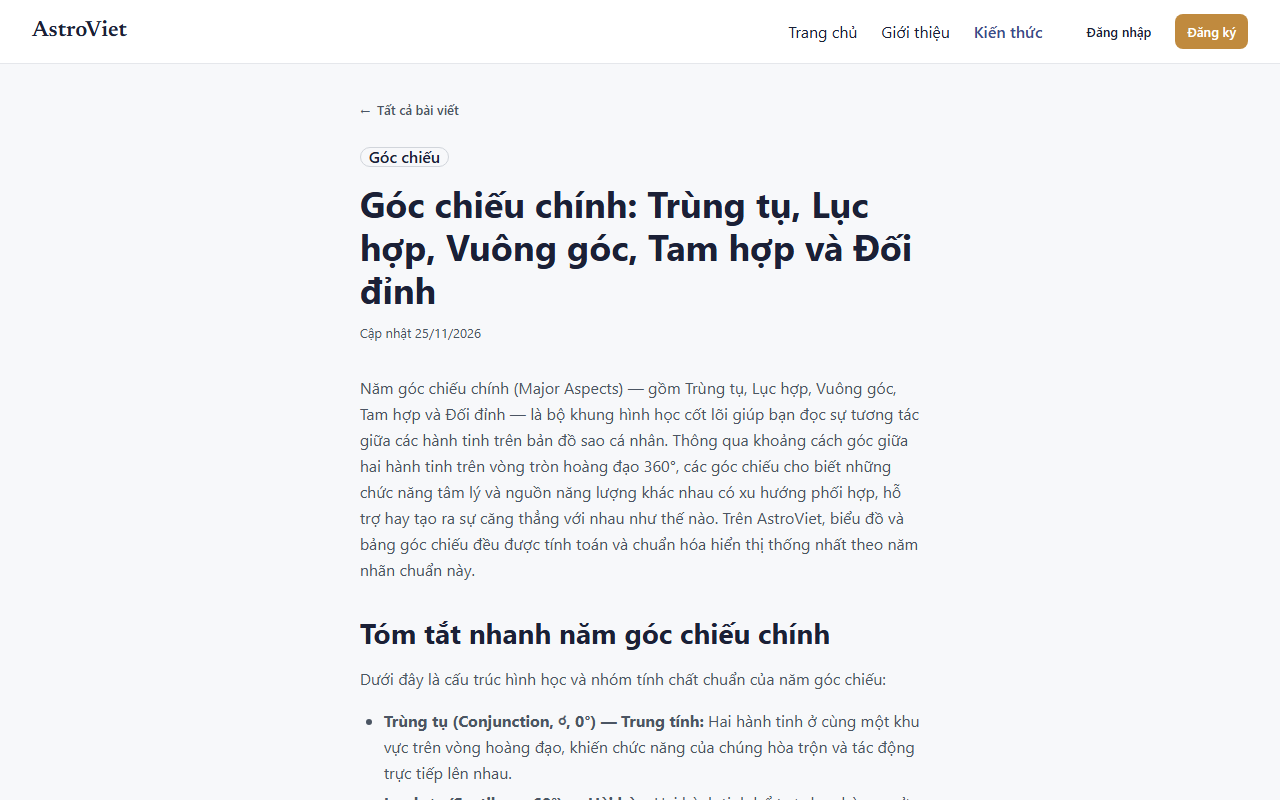 AstroViet
Trang chủ
Giới thiệu
Kiến thức
Đăng nhập
Đăng ký
← Tất cả bài viết
Góc chiếu
Góc chiếu chính: Trùng tụ, Lục
hợp, Vuông góc, Tam hợp và Đối
đỉnh
Cập nhật 25/11/2026
Năm góc chiếu chính (Major Aspects) — gồm Trùng tụ, Lục hợp, Vuông góc,
Tam hợp và Đối đỉnh — là bộ khung hình học cốt lõi giúp bạn đọc sự tương tác
giữa các hành tinh trên bản đồ sao cá nhân. Thông qua khoảng cách góc giữa
hai hành tinh trên vòng tròn hoàng đạo 360°, các góc chiếu cho biết những
chức năng tâm lý và nguồn năng lượng khác nhau có xu hướng phối hợp, hỗ
trợ hay tạo ra sự căng thẳng với nhau như thế nào. Trên AstroViet, biểu đồ và
bảng góc chiếu đều được tính toán và chuẩn hóa hiển thị thống nhất theo năm
nhãn chuẩn này.
Tóm tắt nhanh năm góc chiếu chính
Dưới đây là cấu trúc hình học và nhóm tính chất chuẩn của năm góc chiếu:
• Trùng tụ (Conjunction, ☌, 0°) — Trung tính: Hai hành tinh ở cùng một khu
vực trên vòng hoàng đạo, khiến chức năng của chúng hòa trộn và tác động
trực tiếp lên nhau.